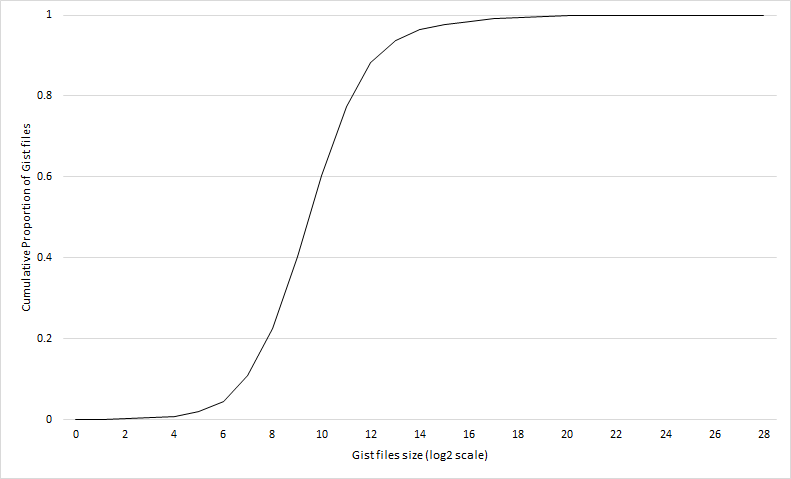 1
0.8
0.6
0.4
0.2
0
Cumulative Proportion of Gist files
0 2 4 6 8 10 12 14 16 18 20 22 24 26 28
Gist files size (log2 scale)